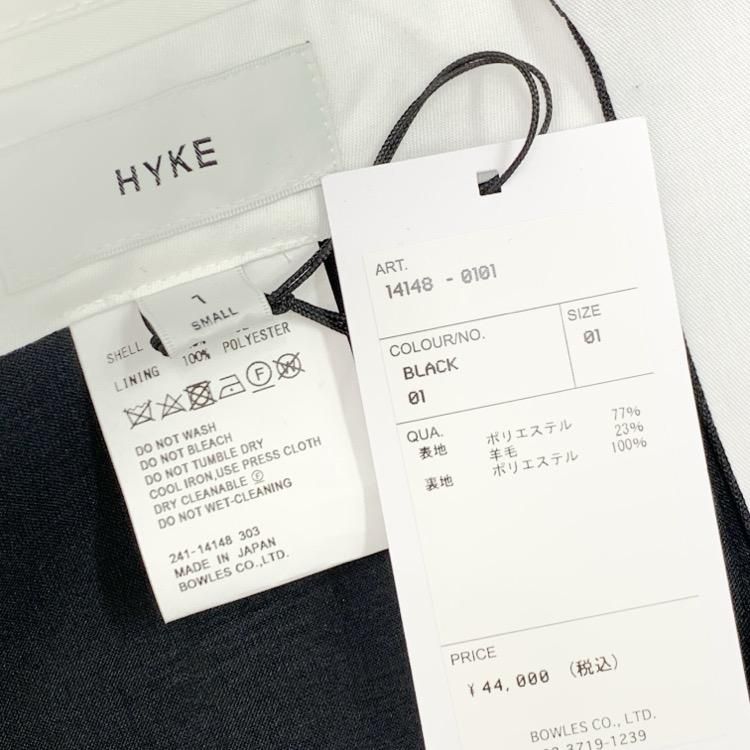 HYKE
1
SMALL
SHELL
LINING 100% POLYESTER
DO NOT WASH
DO NOT BLEACH
DO NOT TUMBLE DRY
COOL IRON,USE PRESS CLOTH
DRY CLEANABLE Ⓕ
DO NOT WET-CLEANING
241-14148 303
MADE IN JAPAN
BOWLES CO.,LTD.
ART.
14148 - 0101
COLOUR/NO.
BLACK
01
SIZE
01
QUA.
表地 ポリエステル 77%
羊毛 23%
裏地 ポリエステル 100%
PRICE
¥44,000 (税込)
BOWLES CO., LTD.
3719-1239